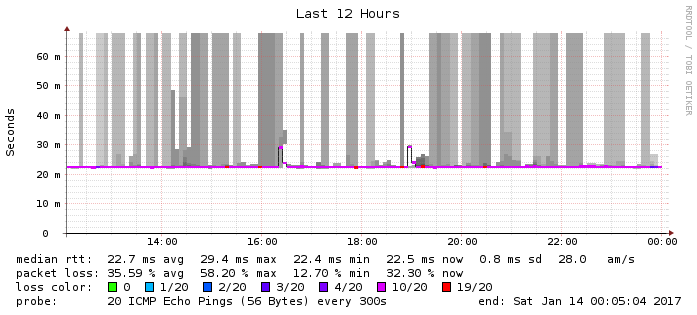 Last 12 Hours
RRDTOOL / TOBI OETIKER
Seconds
60 m
50 m
40 m
30 m
20 m
10 m
0
14:00 16:00 18:00 20:00 22:00 00:00
median rtt: 22.7 ms avg 29.4 ms max 22.4 ms min 22.5 ms now 0.8 ms sd 28.0 am/s
packet loss: 35.59 % avg 58.20 % max 12.70 % min 32.30 % now
loss color: 0 1/20 2/20 3/20 4/20 10/20 19/20
probe: 20 ICMP Echo Pings (56 Bytes) every 300s end: Sat Jan 14 00:05:04 2017